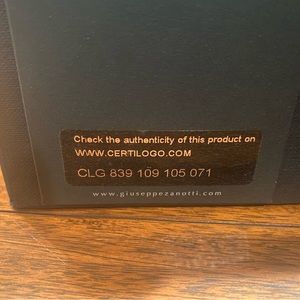 Check the authenticity of this product on
WWW.CERTILOGO.COM
CLG 839 109 105 071
www.giuseppezanotti.com